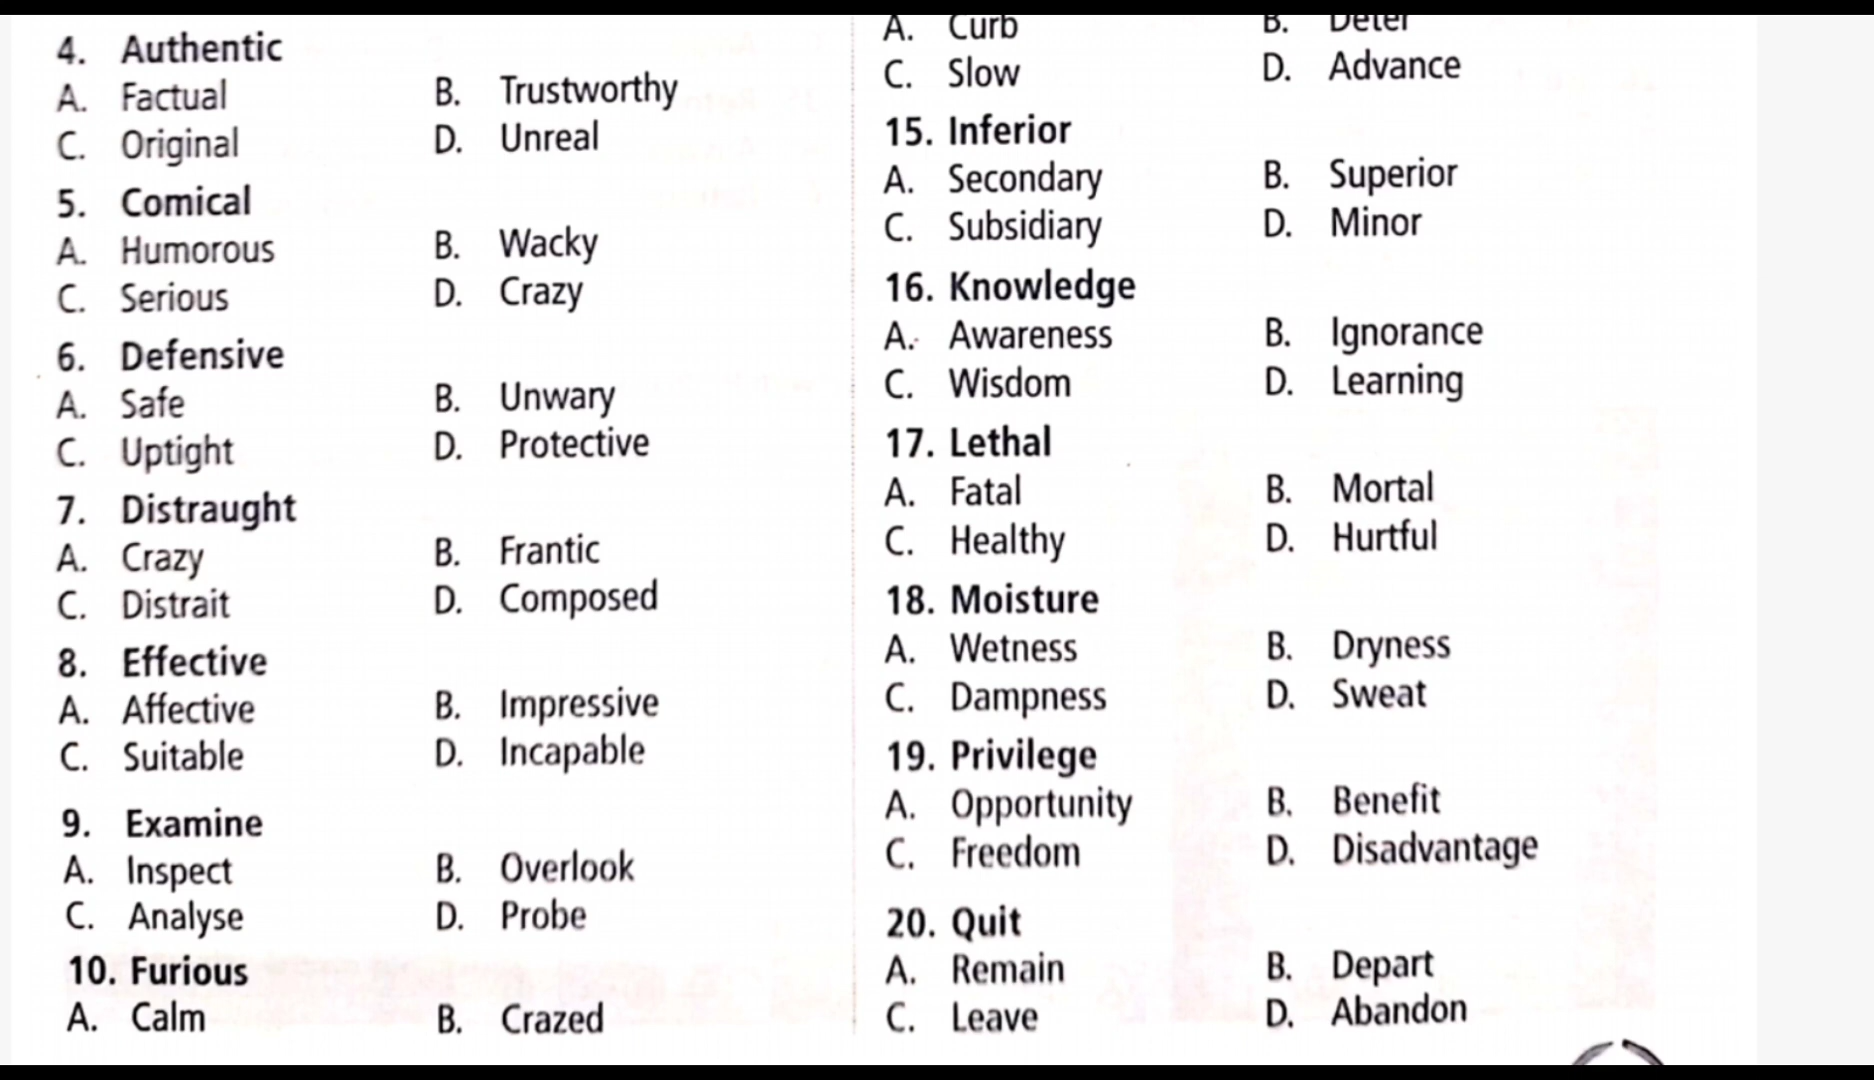 4. Authentic
A. Factual B. Trustworthy
C. Original D. Unreal
5. Comical
A. Humorous B. Wacky
C. Serious D. Crazy
6. Defensive
A. Safe B. Unwary
C. Uptight D. Protective
7. Distraught
A. Crazy B. Frantic
C. Distrait D. Composed
8. Effective
A. Affective B. Impressive
C. Suitable D. Incapable
9. Examine
A. Inspect B. Overlook
C. Analyse D. Probe
10. Furious
A. Calm B. Crazed
A. Curb B. Deter
C. Slow D. Advance
15. Inferior
A. Secondary B. Superior
C. Subsidiary D. Minor
16. Knowledge
A. Awareness B. Ignorance
C. Wisdom D. Learning
17. Lethal
A. Fatal B. Mortal
C. Healthy D. Hurtful
18. Moisture
A. Wetness B. Dryness
C. Dampness D. Sweat
19. Privilege
A. Opportunity B. Benefit
C. Freedom D. Disadvantage
20. Quit
A. Remain B. Depart
C. Leave D. Abandon